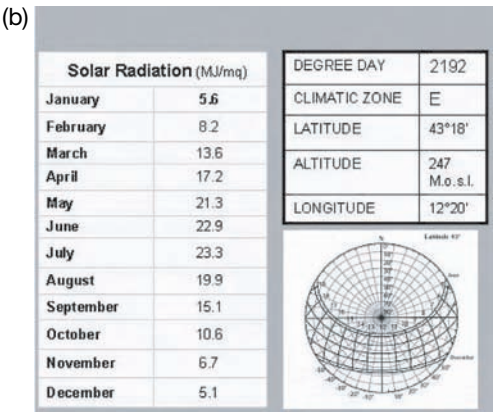 (b)
Solar Radiation (MJ/mq)
January 5.6
February 8.2
March 13.6
April 17.2
May 21.3
June 22.9
July 23.3
August 19.9
September 15.1
October 10.6
November 6.7
December 5.1
DEGREE DAY 2192
CLIMATIC ZONE E
LATITUDE 43°18'
ALTITUDE 247
M.o.s.l.
LONGITUDE 12°20'
Latitude 43°
June
December